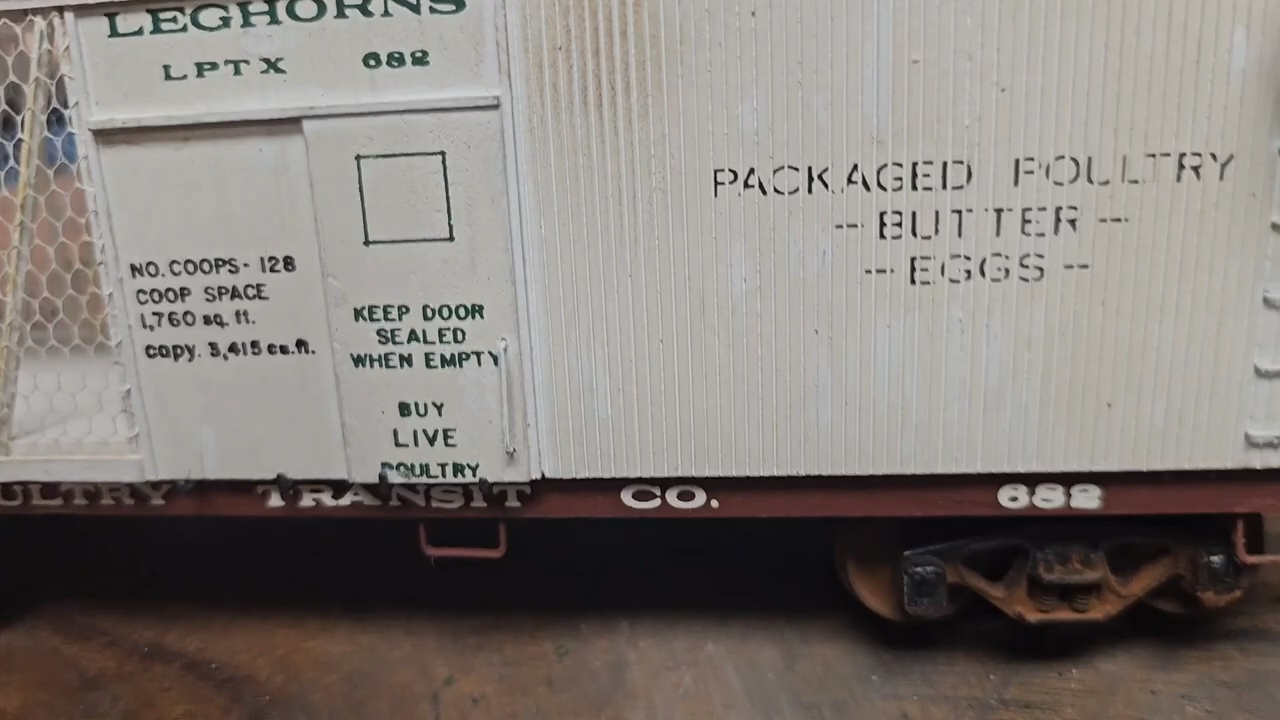 LEGHORNS
LPTX 682
NO. COOPS - 128
COOP SPACE
1,760 sq. ft.
capy. 3,415 cu.ft.
KEEP DOOR
SEALED
WHEN EMPTY
BUY
LIVE
POULTRY
PACKAGED POULTRY
-- BUTTER --
-- EGGS --
ULTRY TRANSIT CO. 682